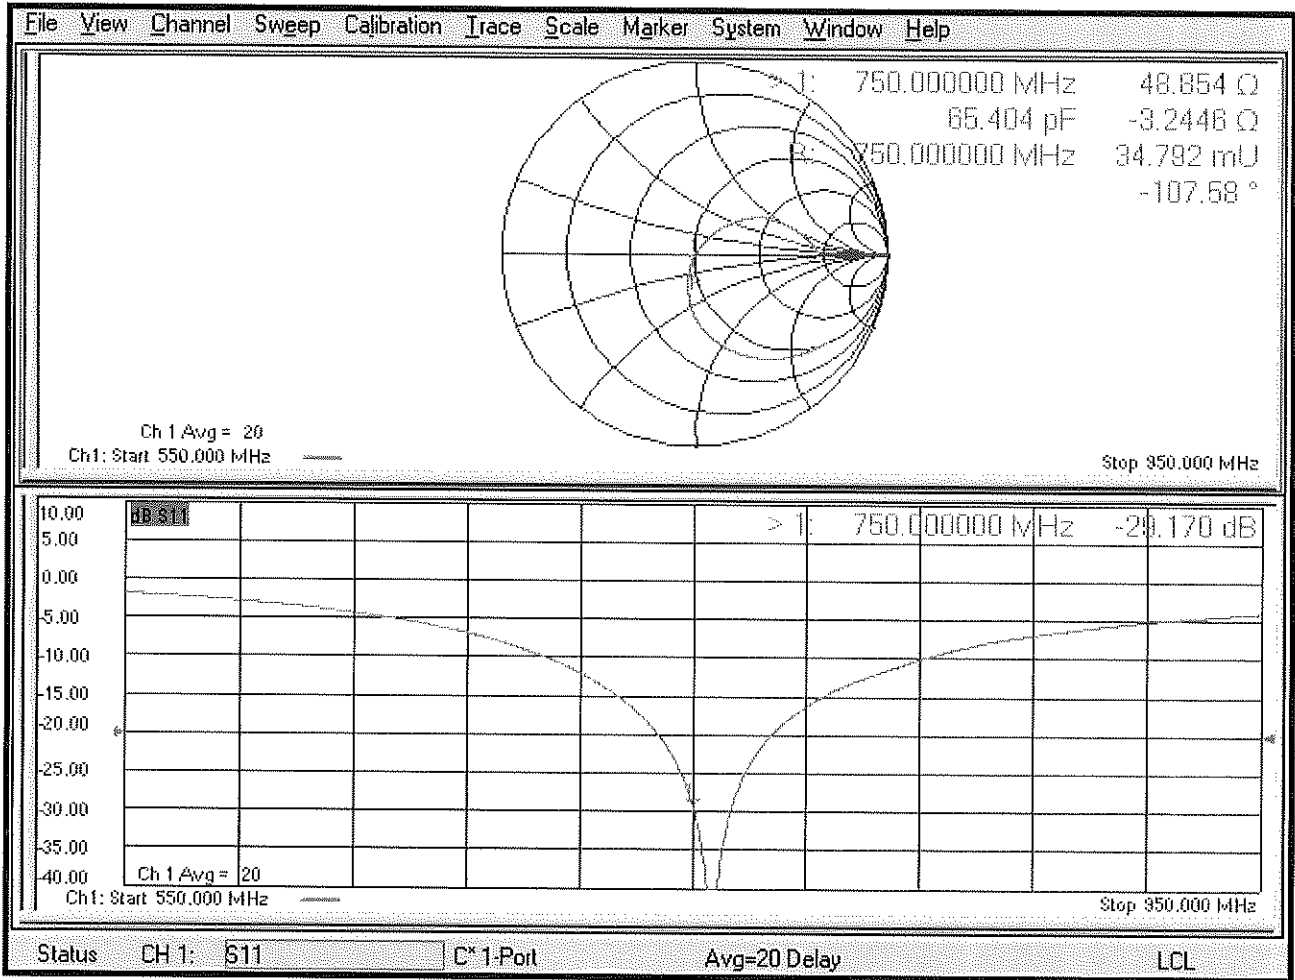 File View Channel Sweep Calibration Trace Scale Marker System Window Help
> 1: 750.000000 MHz 48.854 Ω
65.404 pF -3.2446 Ω
R: 750.000000 MHz 34.792 mU
-107.58 °
Ch 1 Avg = 20
Ch1: Start 550.000 MHz
Stop 950.000 MHz
10.00
dB S11
> 1: 750.000000 MHz -29.170 dB
5.00
0.00
-5.00
-10.00
-15.00
-20.00
-25.00
-30.00
-35.00
-40.00
Ch 1 Avg = 20
Ch1: Start 550.000 MHz
Stop 950.000 MHz
Status CH 1: S11 C* 1-Port Avg=20 Delay LCL